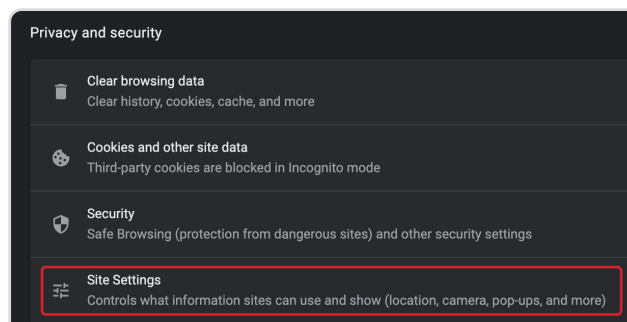 Privacy and security
Clear browsing data
Clear history, cookies, cache, and more
Cookies and other site data
Third-party cookies are blocked in Incognito mode
Security
Safe Browsing (protection from dangerous sites) and other security settings
Site Settings
Controls what information sites can use and show (location, camera, pop-ups, and more)